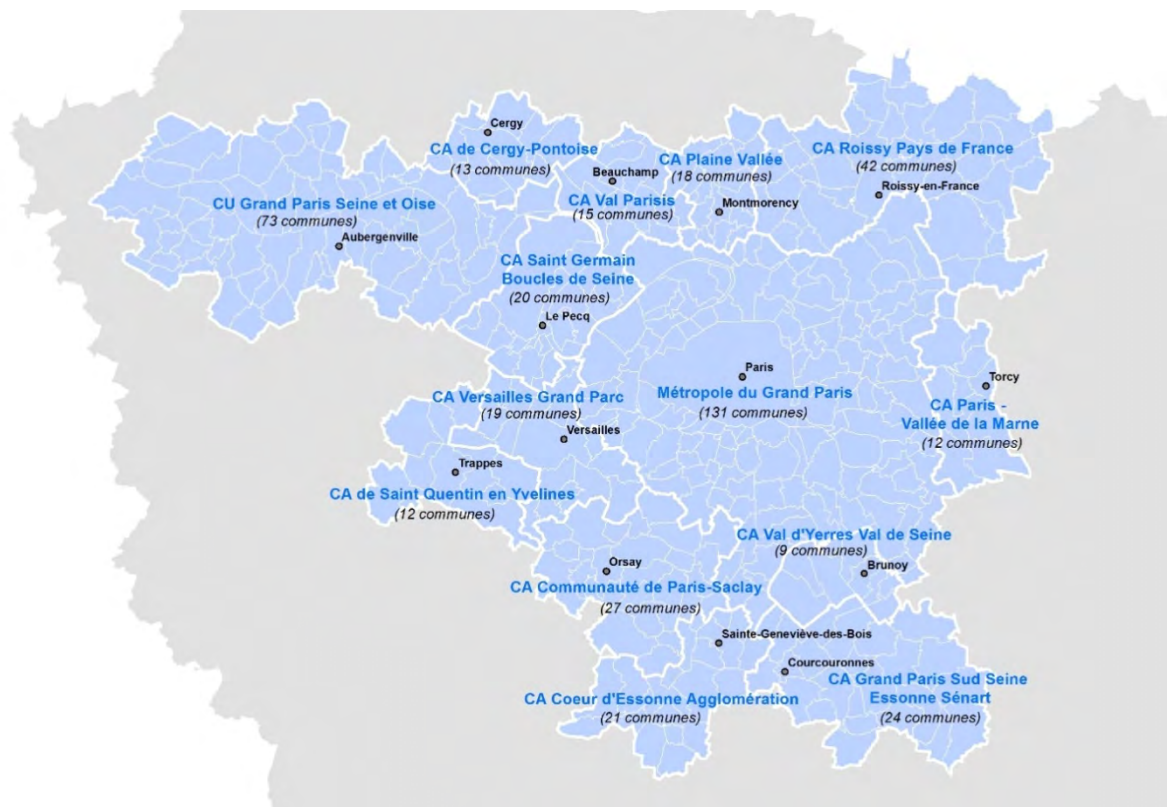 Cergy
CA de Cergy-Pontoise
(13 communes)
Beauchamp
CA Val Parisis
(15 communes)
CA Plaine Vallée
(18 communes)
Montmorency
CA Roissy Pays de France
(42 communes)
Roissy-en-France
CU Grand Paris Seine et Oise
(73 communes)
Aubergenville
CA Saint Germain
Boucles de Seine
(20 communes)
Le Pecq
Paris
Métropole du Grand Paris
(131 communes)
Torcy
CA Paris -
Vallée de la Marne
(12 communes)
CA Versailles Grand Parc
(19 communes)
Versailles
Trappes
CA de Saint Quentin en Yvelines
(12 communes)
CA Val d'Yerres Val de Seine
(9 communes)
Brunoy
Orsay
CA Communauté de Paris-Saclay
(27 communes)
Sainte-Geneviève-des-Bois
Courcouronnes
CA Coeur d'Essonne Agglomération
(21 communes)
CA Grand Paris Sud Seine
Essonne Sénart
(24 communes)